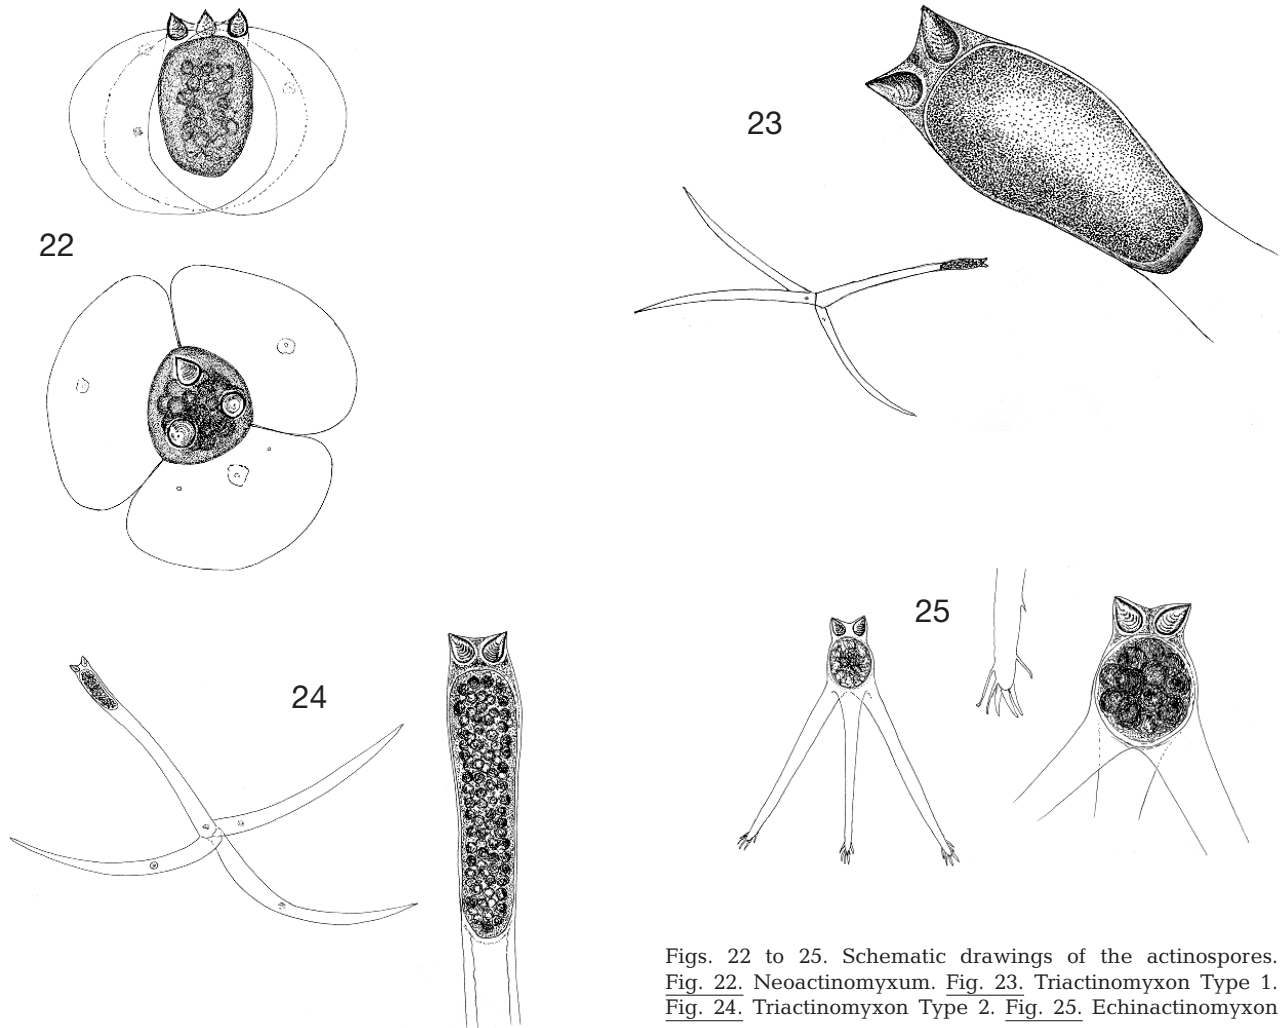 22
23
24
25
Figs. 22 to 25. Schematic drawings of the actinospores.
Fig. 22. Neoactinomyxum. Fig. 23. Triactinomyxon Type 1.
Fig. 24. Triactinomyxon Type 2. Fig. 25. Echinactinomyxon